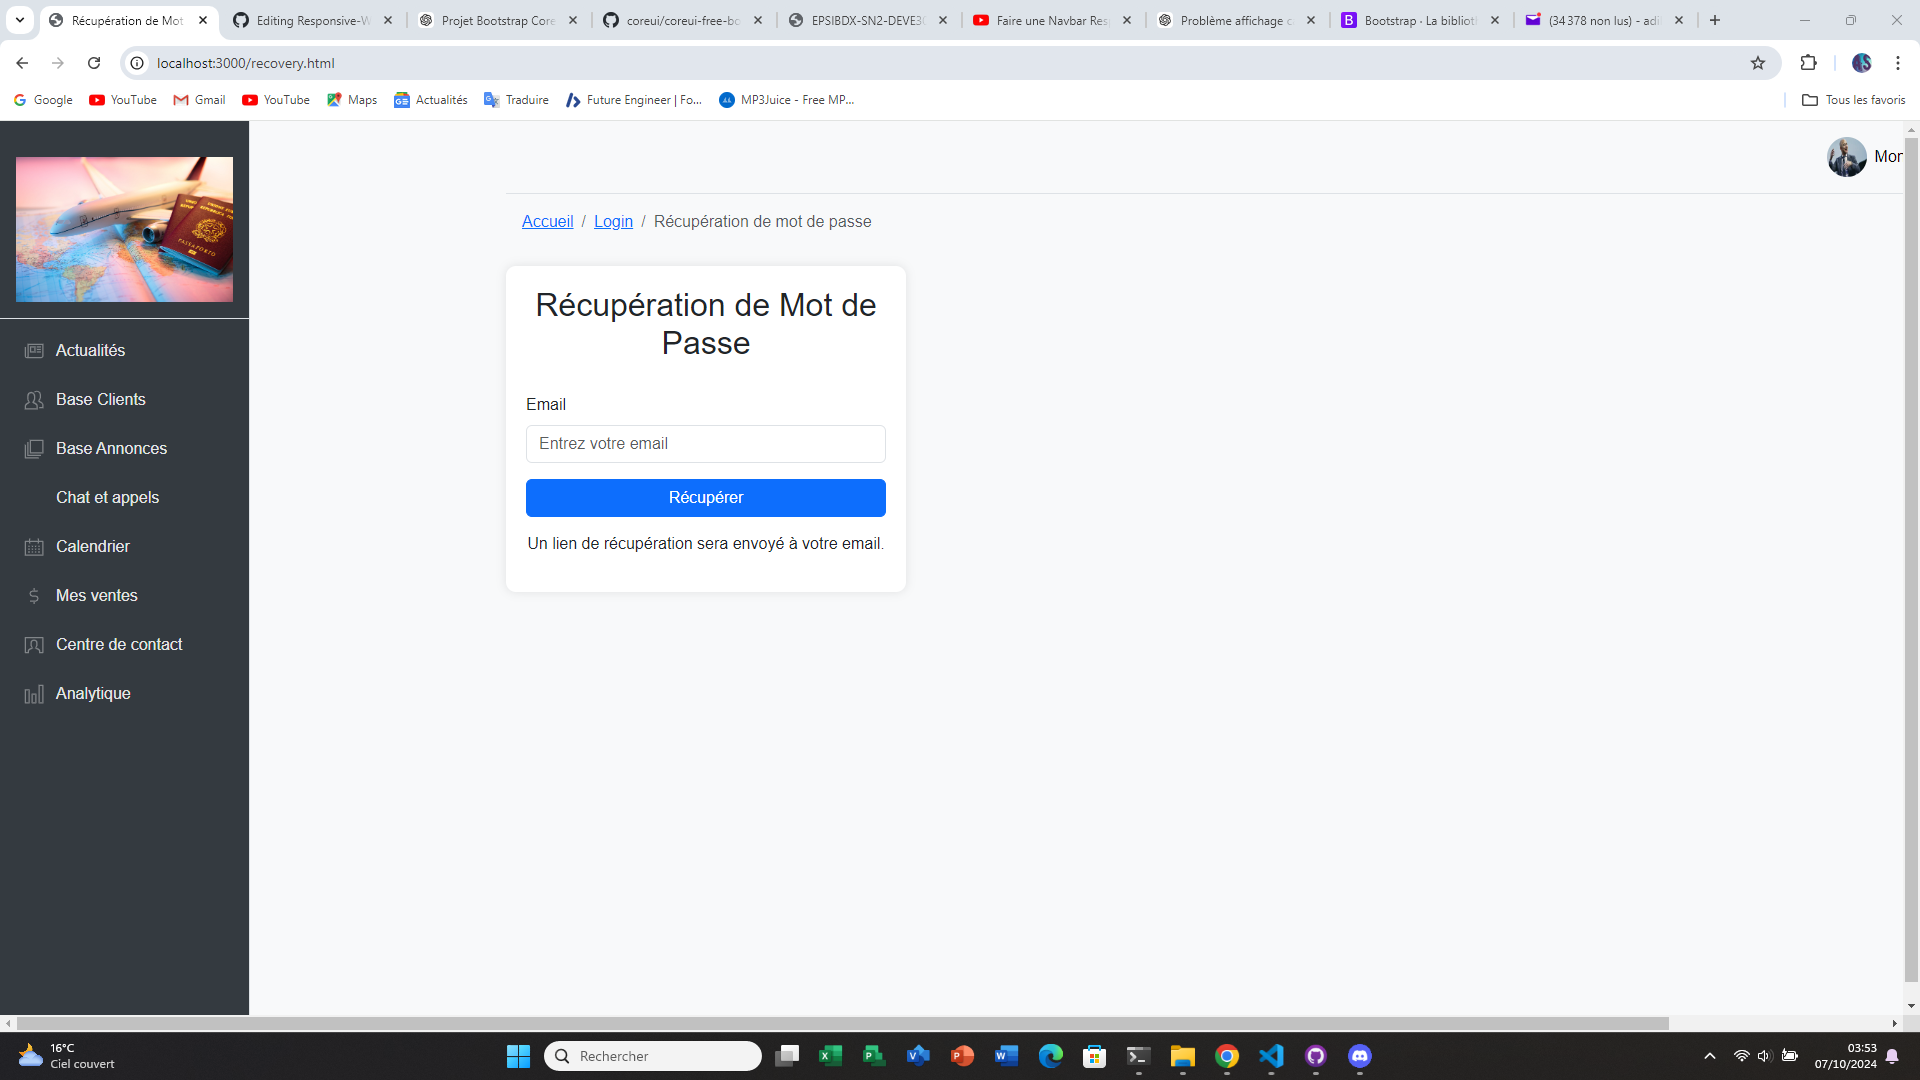 Récupération de Mot
Editing Responsive-W
Projet Bootstrap Core
coreui/coreui-free-bo
EPSIBDX-SN2-DEVE30
Faire une Navbar Res
Problème affichage c
Bootstrap · La biblioth
(34 378 non lus) - adil
localhost:3000/recovery.html
Google
YouTube
Gmail
YouTube
Maps
Actualités
Traduire
Future Engineer | Fo...
MP3Juice - Free MP...
Tous les favoris
Mor
Accueil / Login / Récupération de mot de passe
Récupération de Mot de
Passe
Email
Entrez votre email
Récupérer
Un lien de récupération sera envoyé à votre email.
PASSAPORTO
Actualités
Base Clients
Base Annonces
Chat et appels
Calendrier
Mes ventes
Centre de contact
Analytique
16°C
Ciel couvert
Rechercher
03:53
07/10/2024